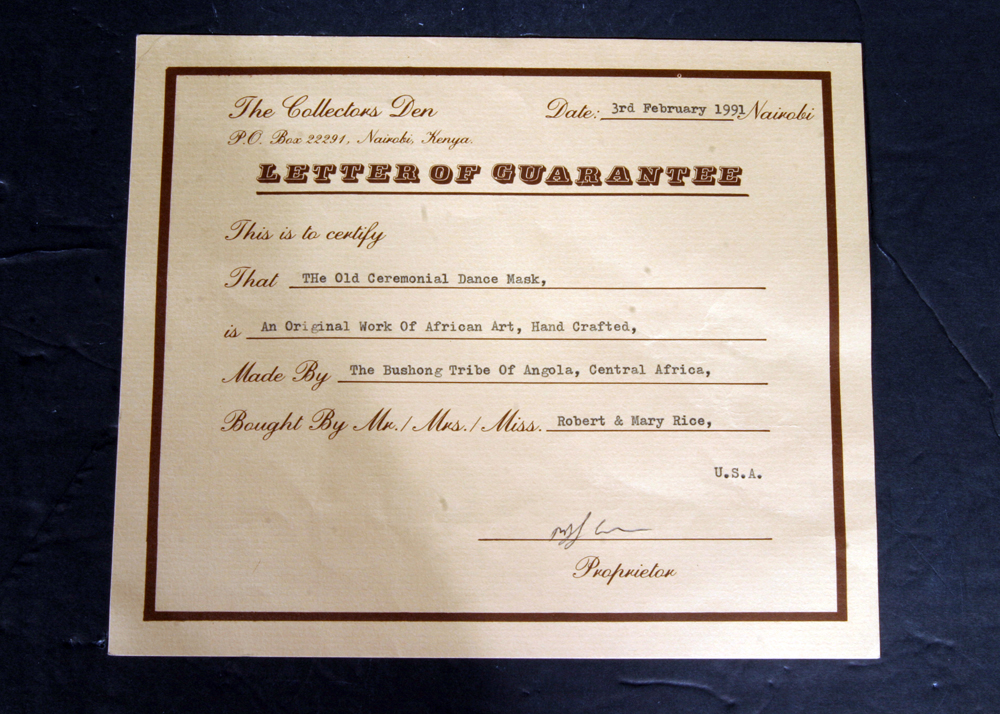 The Collectors Den
Date: 3rd February 1991 Nairobi
P.O. Box 22291, Nairobi, Kenya.
LETTER OF GUARANTEE
This is to certify
That THe Old Ceremonial Dance Mask,
is An Original Work Of African Art, Hand Crafted,
Made By The Bushong Tribe Of Angola, Central Africa,
Bought By Mr./Mrs./Miss. Robert & Mary Rice,
U.S.A.
Proprietor